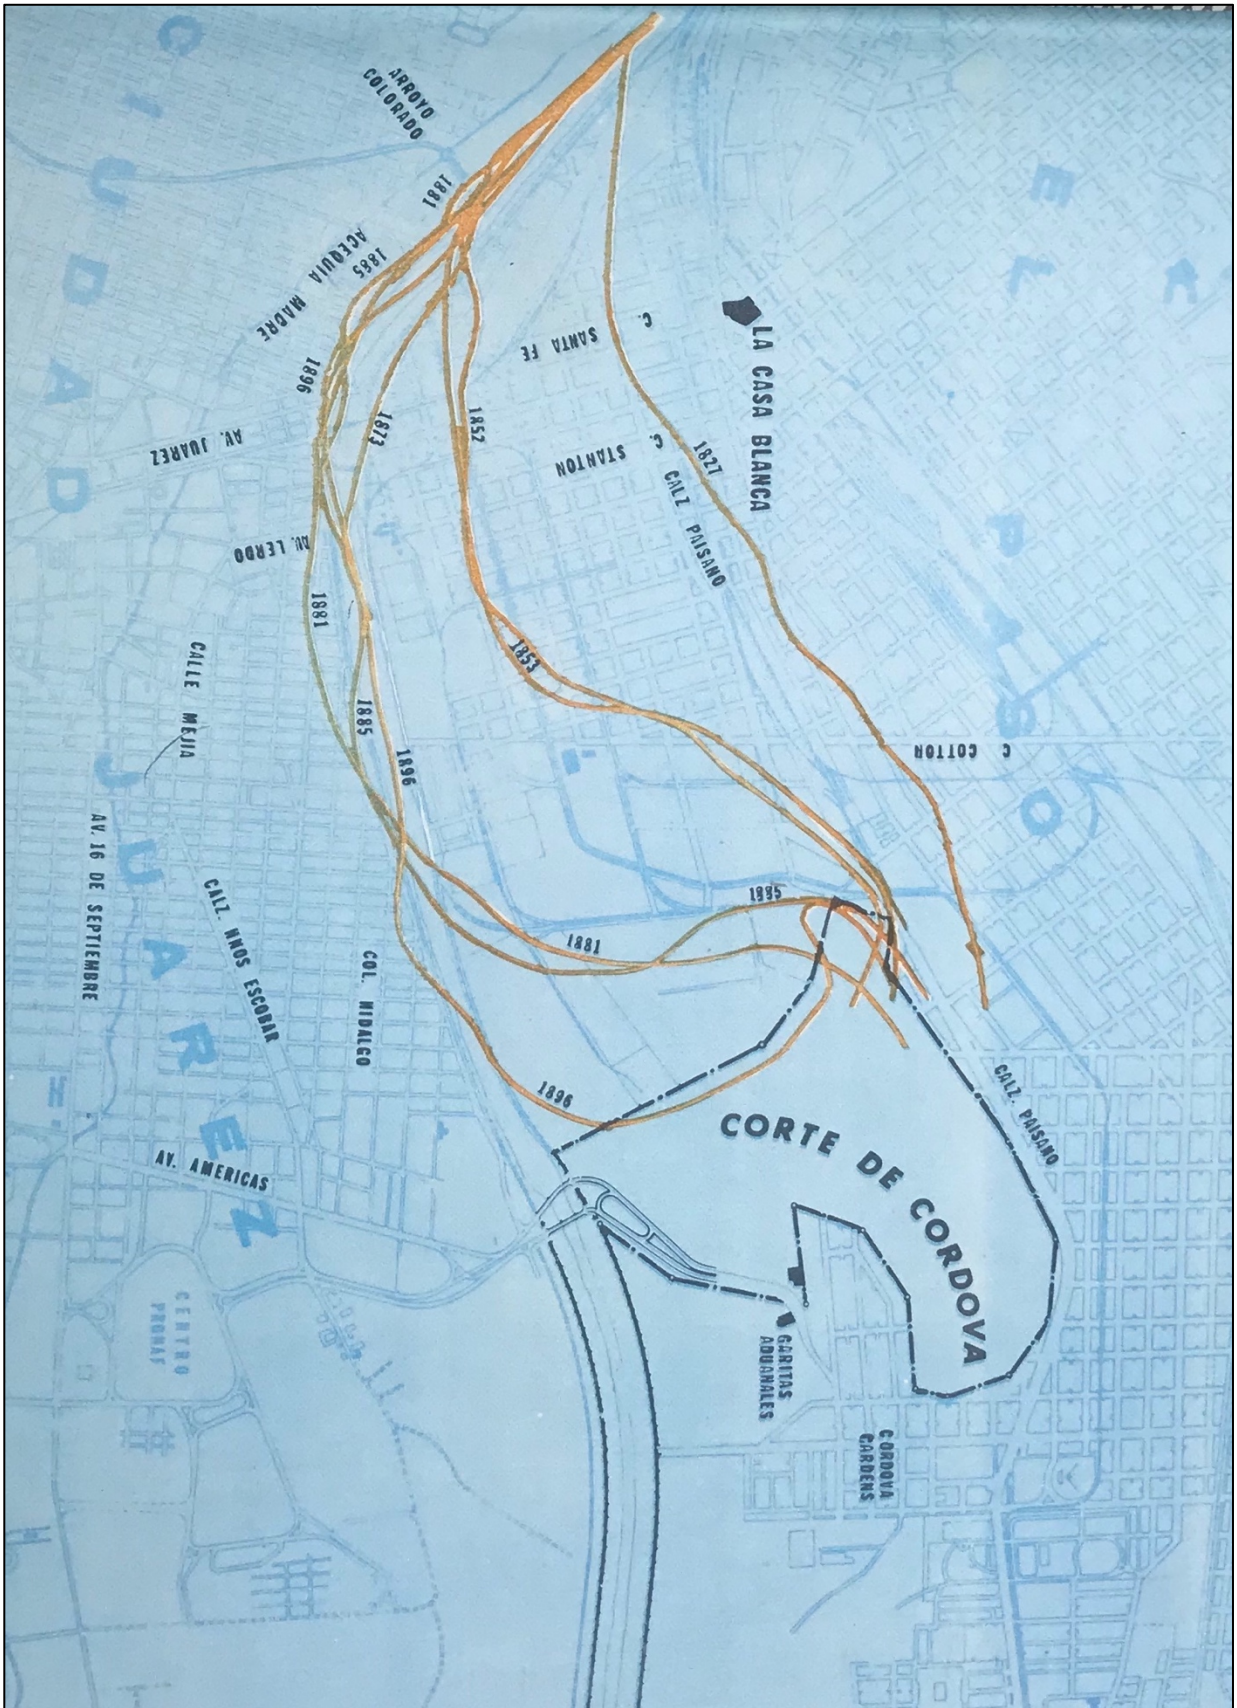 CIUDAD
JUAREZ
EL PASO
ARROYO
COLORADO
1881
ACEQUIA MADRE
1885
1896
AV. JUAREZ
1873
1852
C. SANTA FE
C. STANTON
LA CASA BLANCA
1827
CALZ. PAISANO
AV. LERDO
1881
1853
CALLE MEJIA
1885
1896
C COTTON
AV. 16 DE SEPTIEMBRE
CALZ. HNOS ESCOBAR
COL. HIDALGO
1881
1885
1896
CALZ. PAISANO
CORTE DE CORDOVA
AV. AMERICAS
CENTRO
PRONAF
GARITAS
ADUANALES
CORDOVA
GARDENS